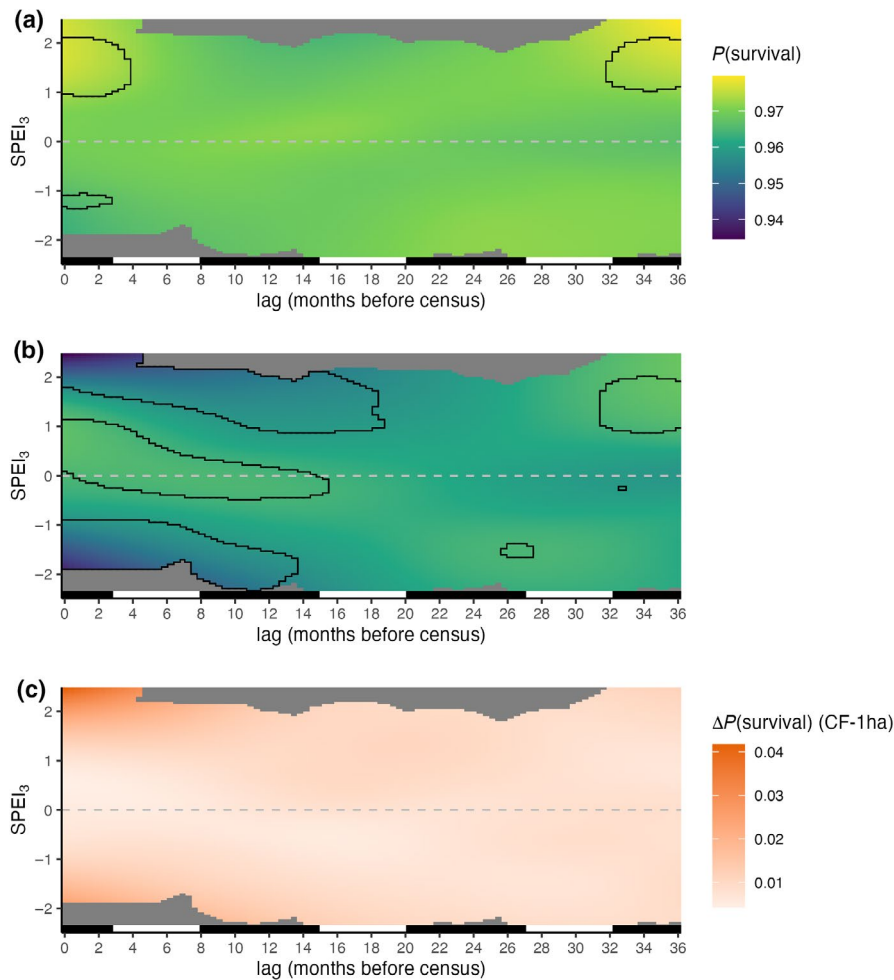 (a)
2
1
0
-1
-2
SPEI3
0 2 4 6 8 10 12 14 16 18 20 22 24 26 28 30 32 34 36
lag (months before census)
P(survival)
0.97
0.96
0.95
0.94
(b)
2
1
0
-1
-2
SPEI3
0 2 4 6 8 10 12 14 16 18 20 22 24 26 28 30 32 34 36
lag (months before census)
(c)
2
1
0
-1
-2
SPEI3
0 2 4 6 8 10 12 14 16 18 20 22 24 26 28 30 32 34 36
lag (months before census)
ΔP(survival) (CF-1ha)
0.04
0.03
0.02
0.01